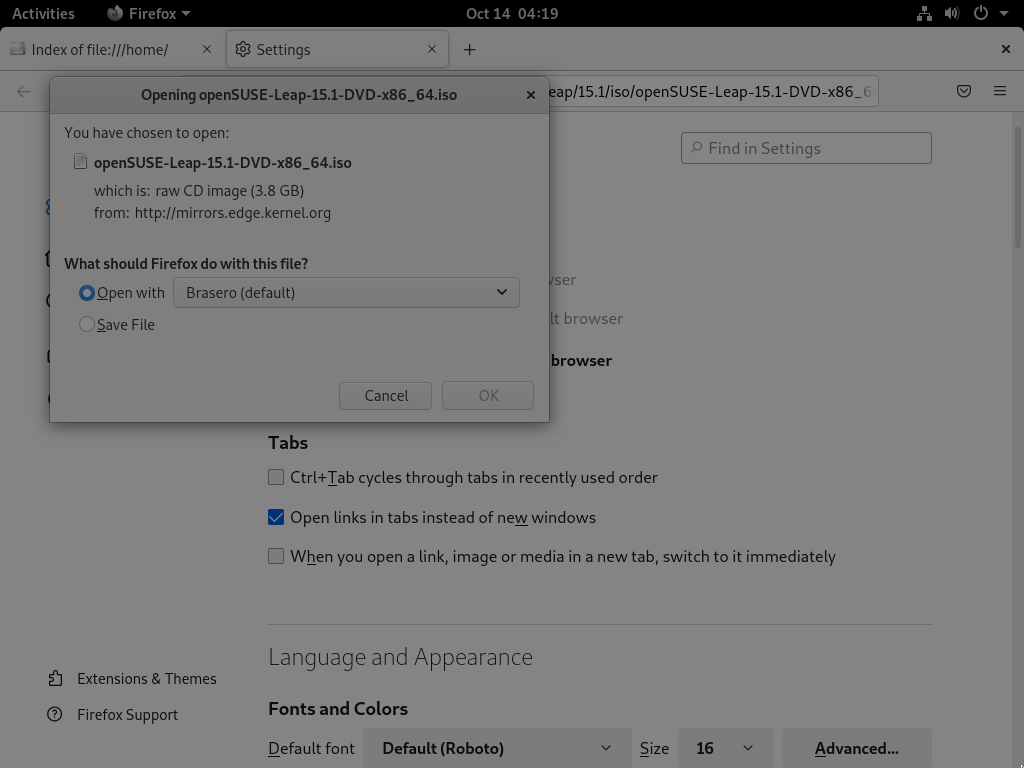 Activities Firefox Oct 14 04:19
Index of file:///home/ Settings
Opening openSUSE-Leap-15.1-DVD-x86_64.iso
eap/15.1/iso/openSUSE-Leap-15.1-DVD-x86_6
You have chosen to open:
openSUSE-Leap-15.1-DVD-x86_64.iso
which is: raw CD image (3.8 GB)
from: http://mirrors.edge.kernel.org
Find in Settings
What should Firefox do with this file?
Open with Brasero (default)
Save File
Cancel OK
lt browser
browser
Tabs
Ctrl+Tab cycles through tabs in recently used order
Open links in tabs instead of new windows
When you open a link, image or media in a new tab, switch to it immediately
Language and Appearance
Extensions & Themes
Fonts and Colors
Firefox Support
Default font Default (Roboto) Size 16 Advanced...